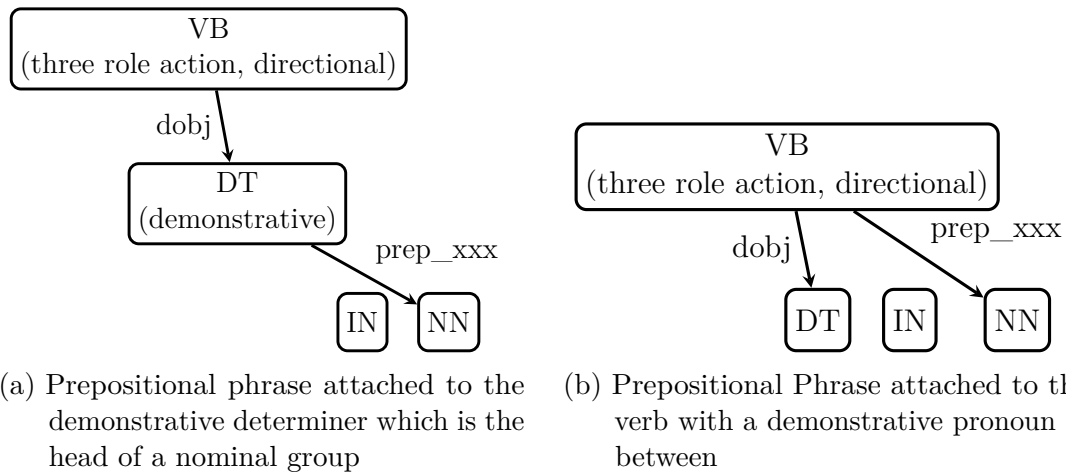 VB
(three role action, directional)
dobj
DT
(demonstrative)
prep_xxx
IN
NN
(a) Prepositional phrase attached to the
demonstrative determiner which is the
head of a nominal group
VB
(three role action, directional)
dobj
prep_xxx
DT
IN
NN
(b) Prepositional Phrase attached to
verb with a demonstrative pronoun
between